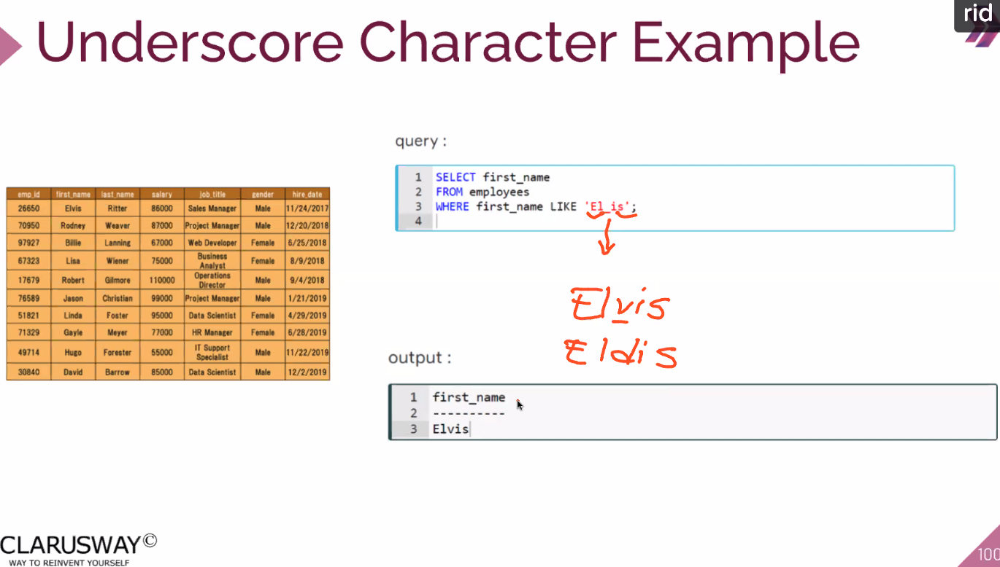 rid
Underscore Character Example
query :
1 SELECT first_name
2 FROM employees
3 WHERE first_name LIKE 'El_is';
4
Elvis
Eldis
output :
1 first_name
2 ----------
3 Elvis
emp_id first_name last_name salary job_title gender hire_date
26650 Elvis Ritter 86000 Sales Manager Male 11/24/2017
70950 Rodney Weaver 87000 Project Manager Male 12/20/2018
97927 Billie Lanning 67000 Web Developer Female 6/25/2018
67323 Lisa Wiener 75000 Business Analyst Female 8/9/2018
17679 Robert Gilmore 110000 Operations Director Male 9/4/2018
76589 Jason Christian 99000 Project Manager Male 1/21/2019
51821 Linda Foster 95000 Data Scientist Female 4/29/2019
71329 Gayle Meyer 77000 HR Manager Female 6/28/2019
49714 Hugo Forester 55000 IT Support Specialist Male 11/22/2019
30840 David Barrow 85000 Data Scientist Male 12/2/2019
CLARUSWAY©
WAY TO REINVENT YOURSELF
100